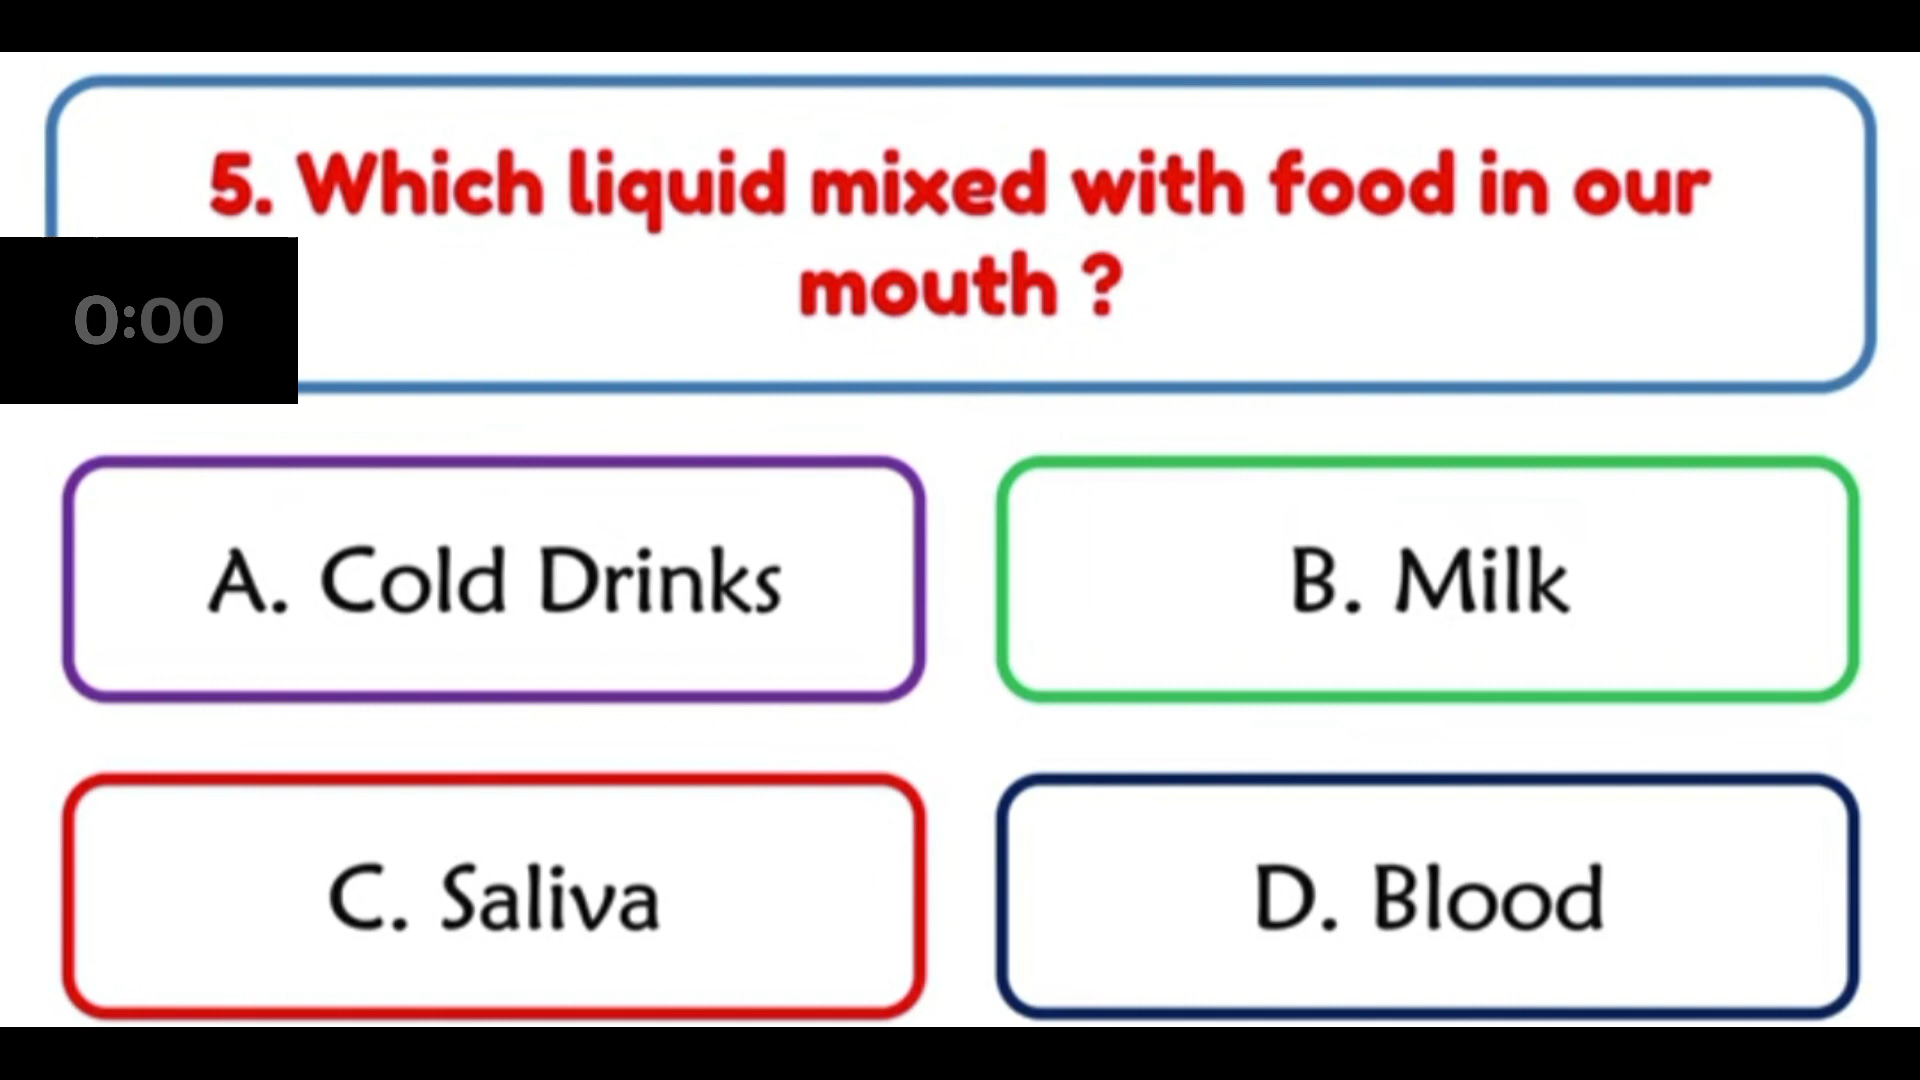 5. Which liquid mixed with food in our
mouth ?
0:00
A. Cold Drinks
B. Milk
C. Saliva
D. Blood